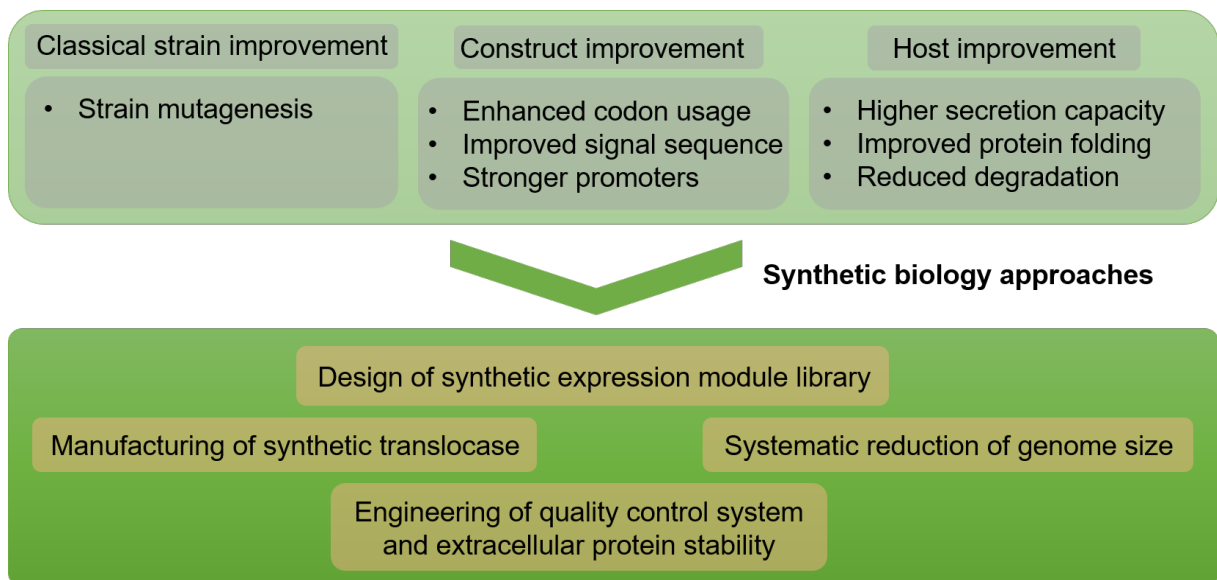 Classical strain improvement
• Strain mutagenesis
Construct improvement
• Enhanced codon usage
• Improved signal sequence
• Stronger promoters
Host improvement
• Higher secretion capacity
• Improved protein folding
• Reduced degradation
Synthetic biology approaches
Design of synthetic expression module library
Manufacturing of synthetic translocase
Systematic reduction of genome size
Engineering of quality control system
and extracellular protein stability